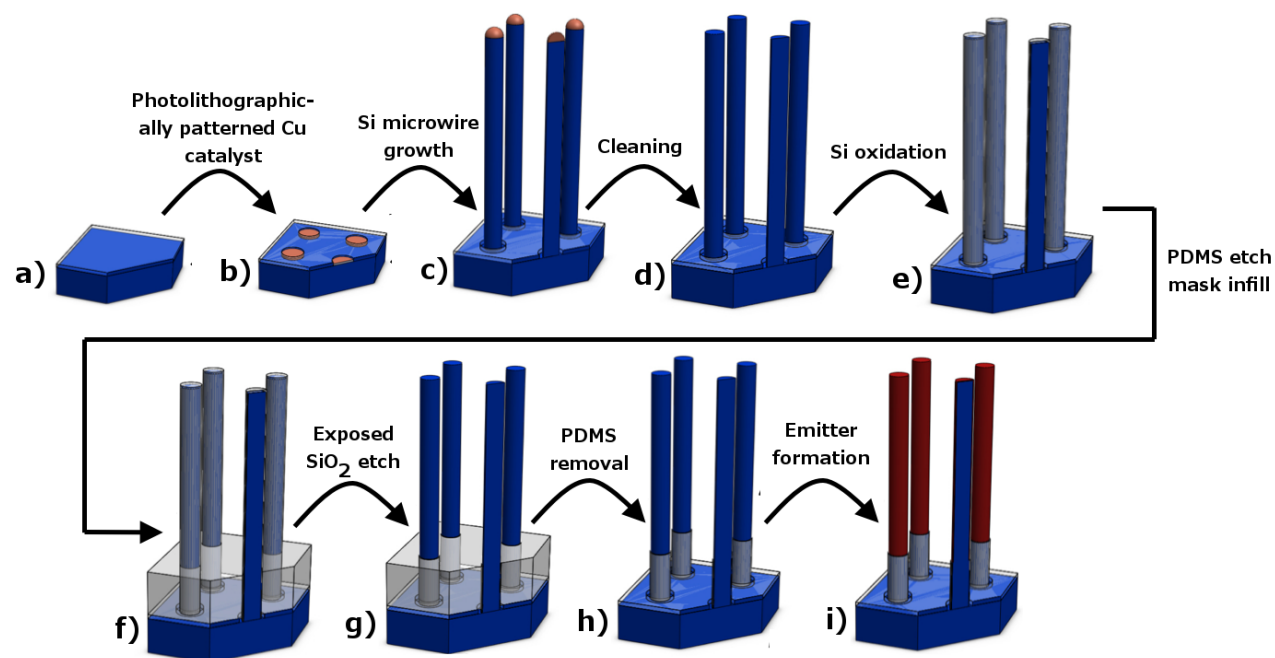 Photolithographic-
ally patterned Cu
catalyst
Si microwire
growth
Cleaning
Si oxidation
a)
b)
c)
d)
e)
PDMS etch
mask infill
Exposed
SiO2 etch
PDMS
removal
Emitter
formation
f)
g)
h)
i)